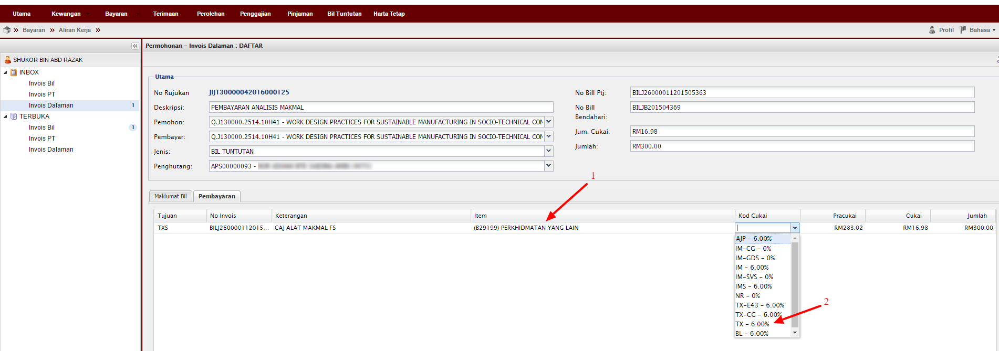 Utama Kewangan Bayaran Terimaan Perolehan Penggajian Pinjaman Bil Tuntutan Harta Tetap
» Bayaran » Aliran Kerja »
Profil Bahasa
Permohonan - Invois Dalaman : DAFTAR
SHUKOR BIN ABD RAZAK
INBOX
Invois Bil
Invois PT
Invois Dalaman 1
TERBUKA
Invois Bil 1
Invois PT
Invois Dalaman
Utama
No Rujukan JIJ130000042016000125
Deskripsi: PEMBAYARAN ANALISIS MAKMAL
Pemohon: Q.J130000.2514.10H41 - WORK DESIGN PRACTICES FOR SUSTAINABLE MANUFACTURING IN SOCIO-TECHNICAL CON
Pembayar: Q.J130000.2514.10H41 - WORK DESIGN PRACTICES FOR SUSTAINABLE MANUFACTURING IN SOCIO-TECHNICAL CON
Jenis: BIL TUNTUTAN
Penghutang: APS00000093 -
No Bill Ptj: BILJ26000011201505363
No Bill
Bendahari: BILJB201504369
Jum. Cukai: RM16.98
Jumlah: RM300.00
1
Maklumat Bil Pembayaran
Tujuan No Invois Keterangan Item Kod Cukai Pracukai Cukai Jumlah
TXS BILJ260000112015... CAJ ALAT MAKMAL FS (B29199) PERKHIDMATAN YANG LAIN RM283.02 RM16.98 RM300.00
AJP - 6.00%
IM-CG - 0%
IM-GDS - 0%
IM - 6.00%
IM-SVS - 0%
IMS - 6.00%
NR - 0%
TX-E43 - 6.00%
TX-CG - 6.00%
TX - 6.00%
BL - 6.00%
2